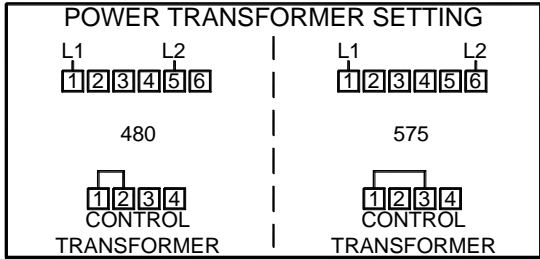 POWER TRANSFORMER SETTING
L1 L2
1 2 3 4 5 6
480
1 2 3 4
CONTROL
TRANSFORMER
L1 L2
1 2 3 4 5 6
575
1 2 3 4
CONTROL
TRANSFORMER